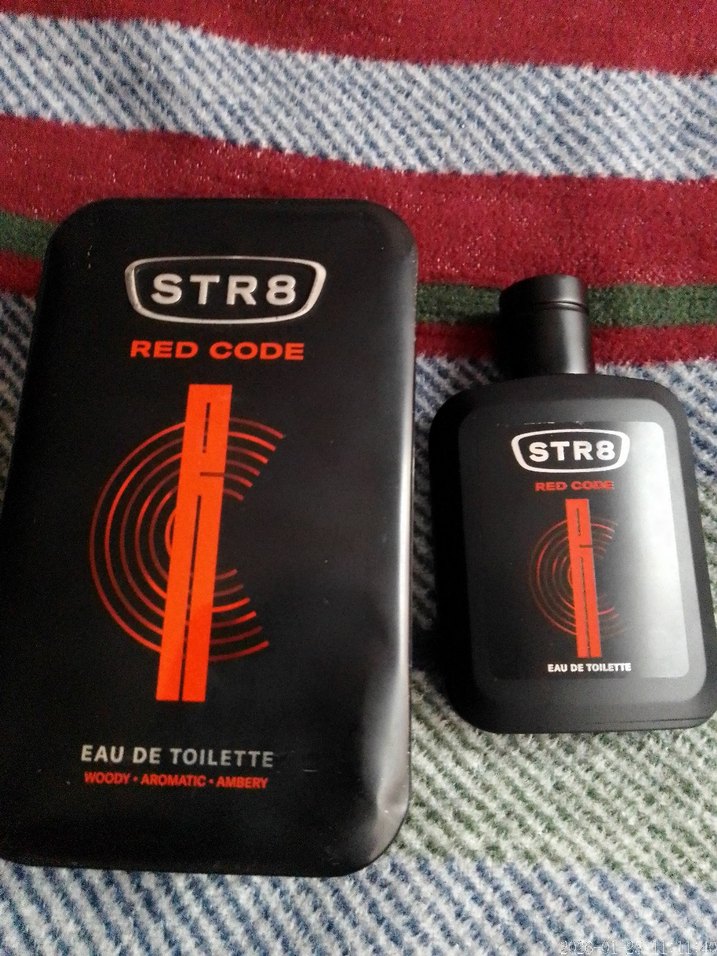 STR8
RED CODE
EAU DE TOILETTE
WOODY • AROMATIC • AMBERY
STR8
RED CODE
EAU DE TOILETTE